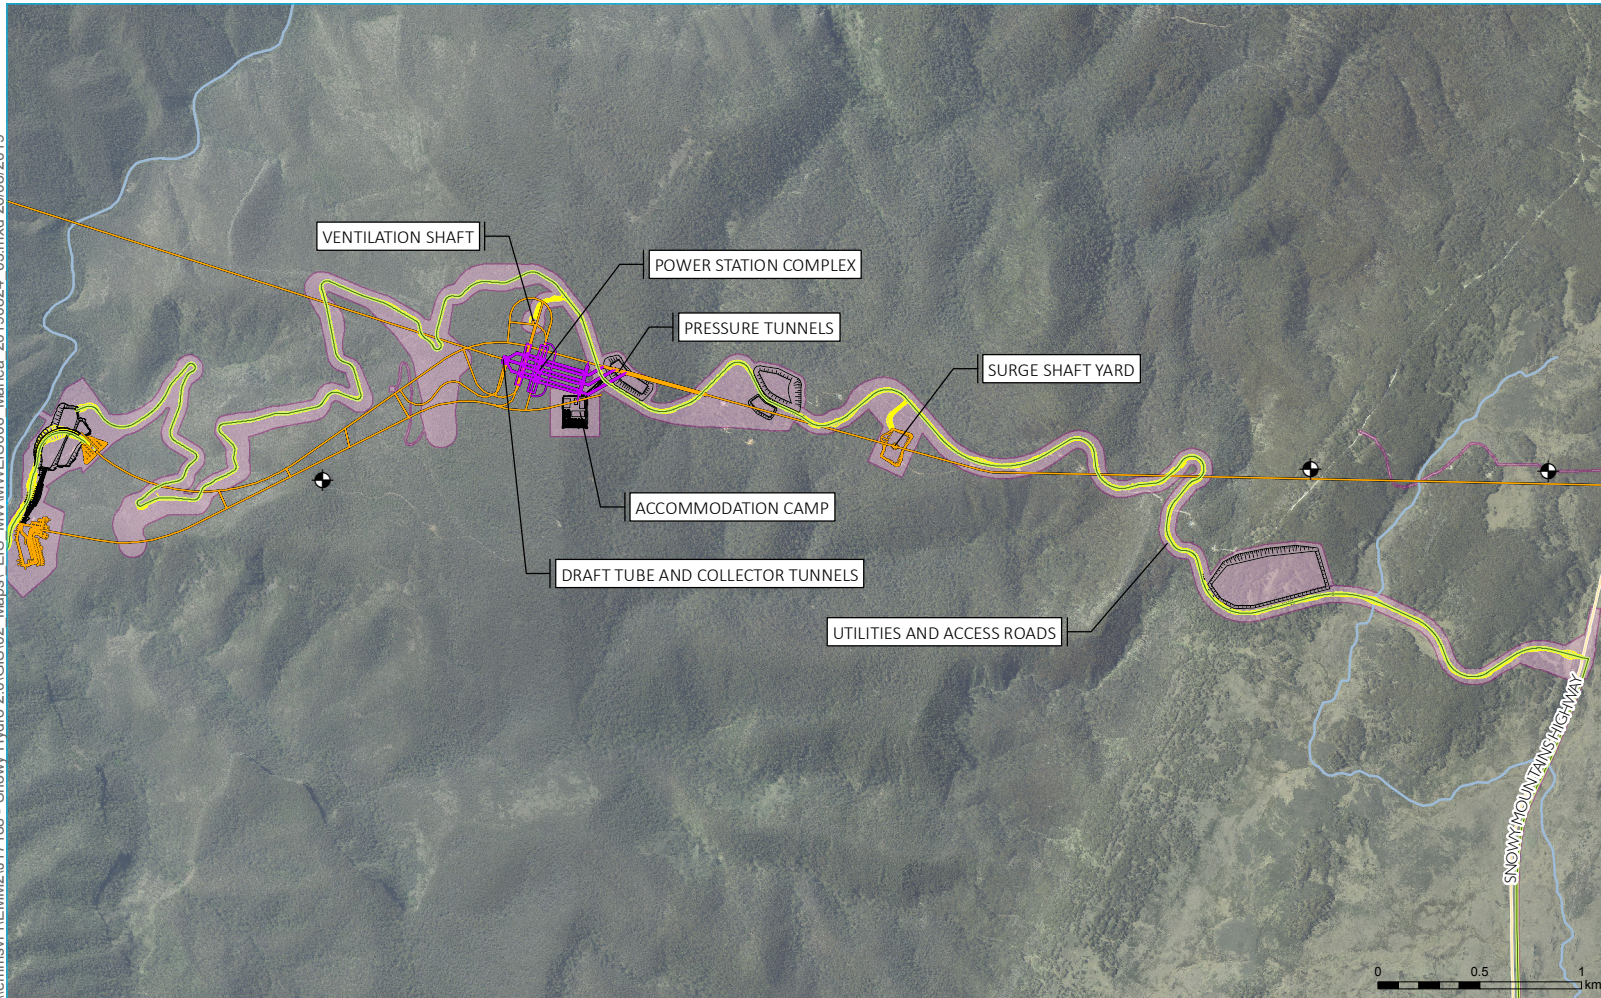 VENTILATION SHAFT
POWER STATION COMPLEX
PRESSURE TUNNELS
SURGE SHAFT YARD
ACCOMMODATION CAMP
DRAFT TUBE AND COLLECTOR TUNNELS
UTILITIES AND ACCESS ROADS
SNOWY MOUNTAINS HIGHWAY
0 0.5 1
km